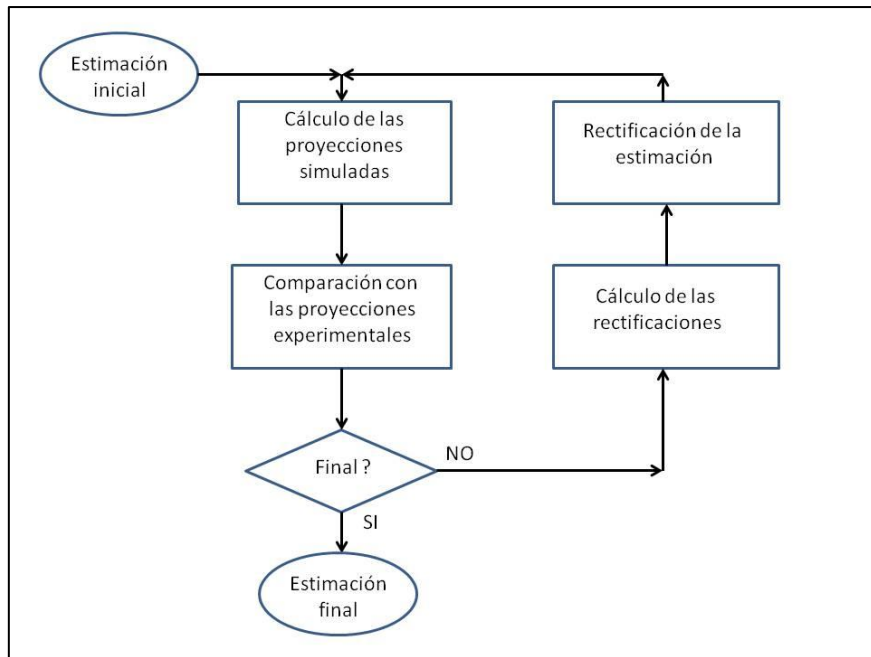 Estimación
inicial
Cálculo de las
proyecciones
simuladas
Comparación con
las proyecciones
experimentales
Final ?
NO
SI
Estimación
final
Cálculo de las
rectificaciones
Rectificación de la
estimación